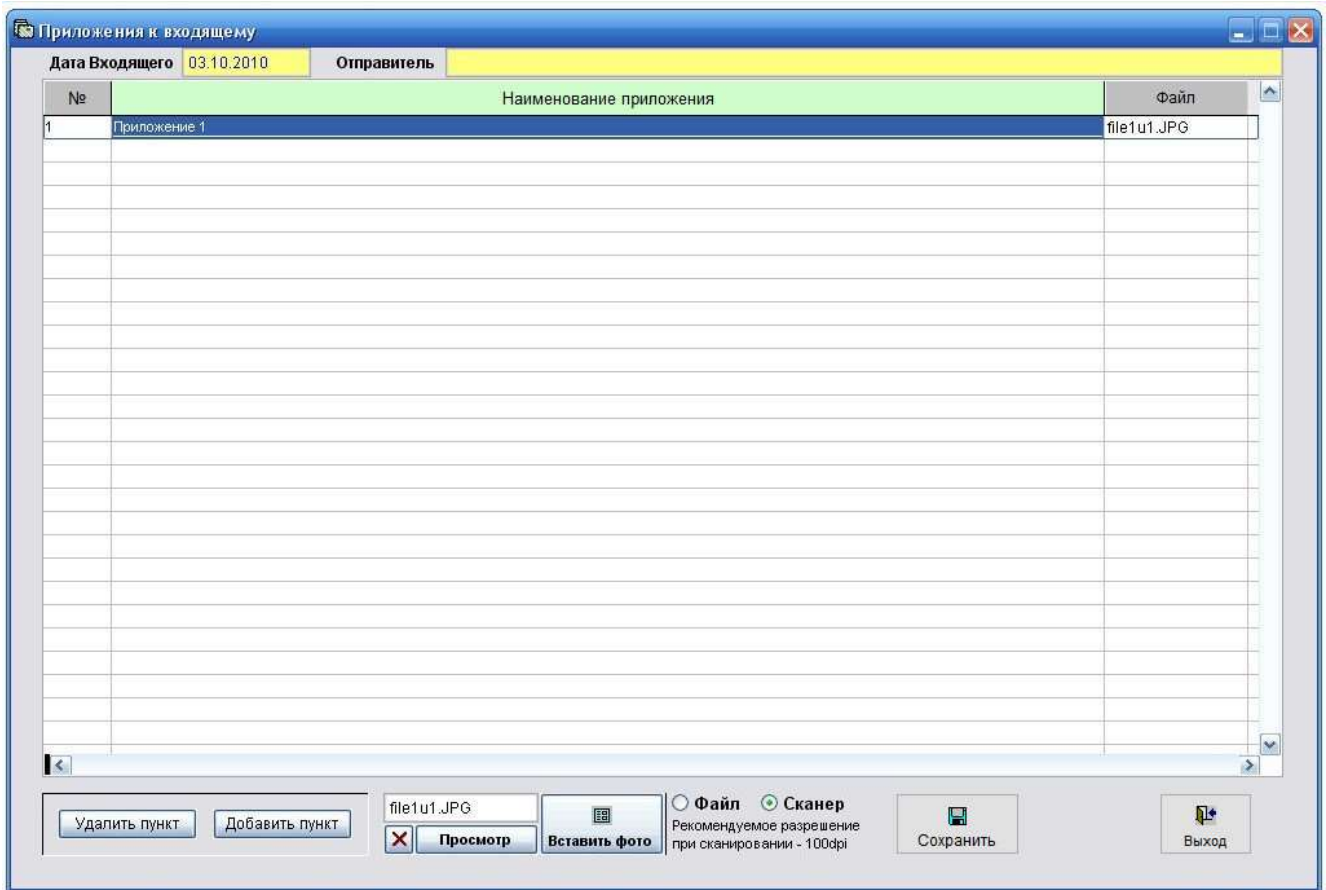 Приложения к входящему
Дата Входящего 03.10.2010 Отправитель
№ Наименование приложения Файл
1 Приложение 1 file1u1.JPG
file1u1.JPG Файл Сканер
Удалить пункт Добавить пункт Просмотр Вставить фото Рекомендуемое разрешение
при сканировании - 100dpi Сохранить Выход